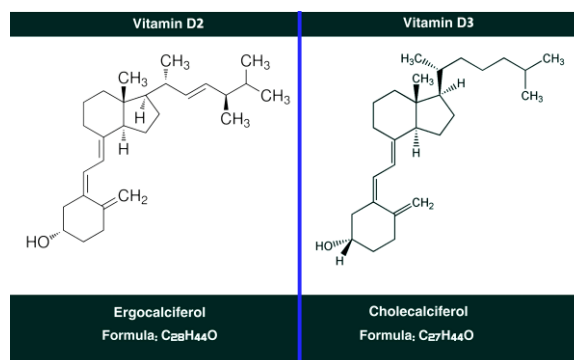 Vitamin D2
Vitamin D3
CH₃
CH₃
CH₃
CH₃
CH₃
H
H
CH₂
HO
H₃C
CH₃
CH₃
CH₃
H
H
CH₂
HO
H
Ergocalciferol
Formula: C₂₈H₄₄O
Cholecalciferol
Formula: C₂₇H₄₄O